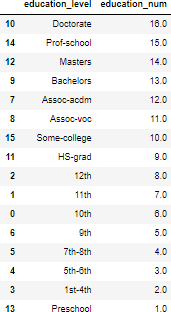 education_level education_num
10 Doctorate 16.0
14 Prof-school 15.0
12 Masters 14.0
9 Bachelors 13.0
7 Assoc-acdm 12.0
8 Assoc-voc 11.0
15 Some-college 10.0
11 HS-grad 9.0
2 12th 8.0
1 11th 7.0
0 10th 6.0
6 9th 5.0
5 7th-8th 4.0
4 5th-6th 3.0
3 1st-4th 2.0
13 Preschool 1.0